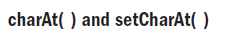 charAt( ) and setCharAt( )